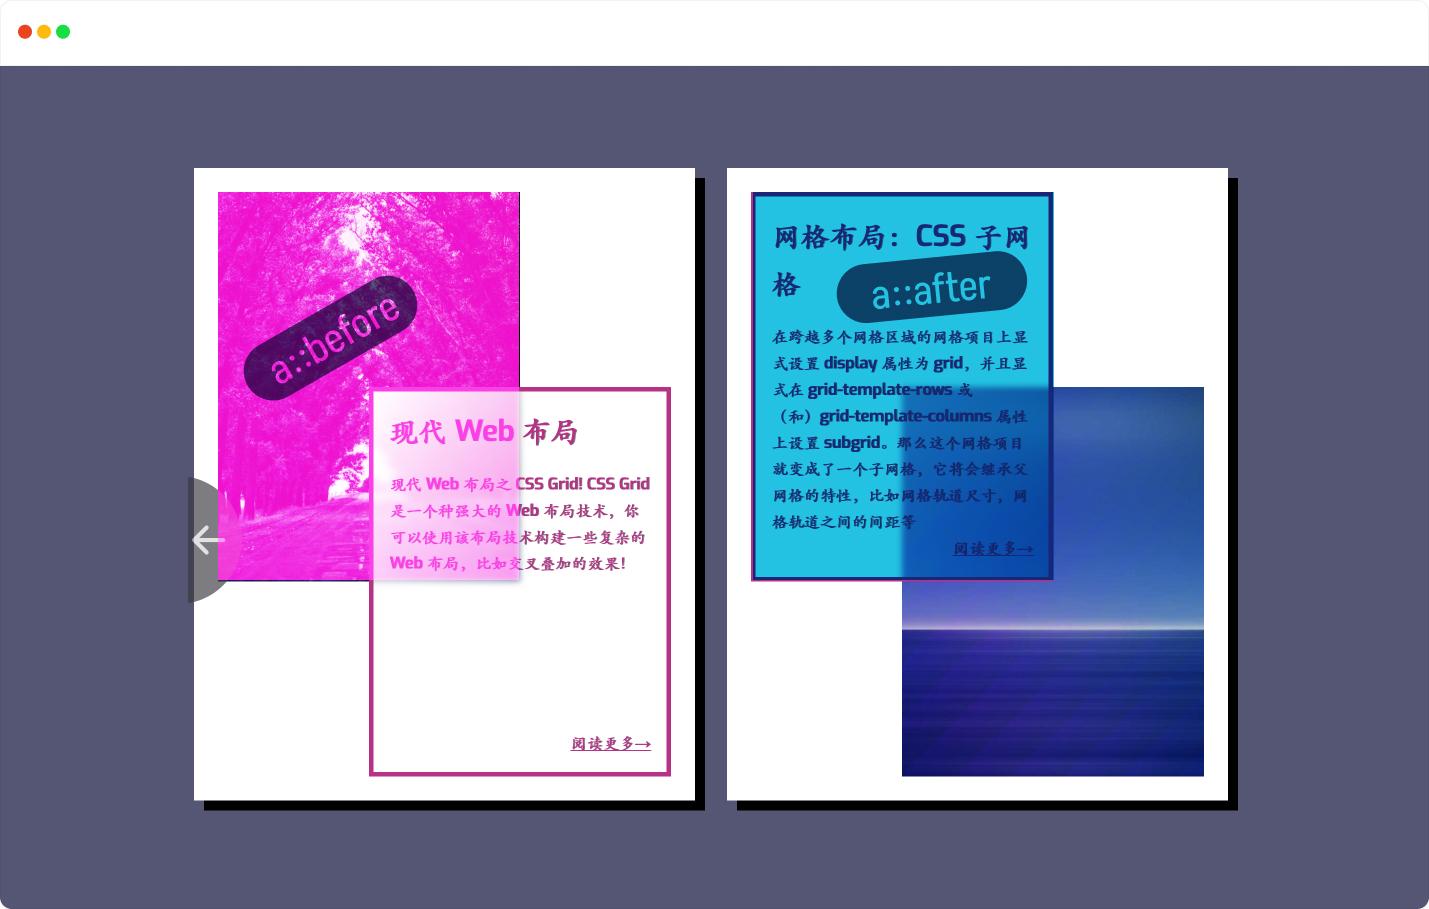 a::before
现代 Web 布局
现代 Web 布局之 CSS Grid! CSS Grid
是一个种强大的 Web 布局技术，你
可以使用该布局技术构建一些复杂的
Web 布局，比如交叉叠加的效果！
阅读更多→
网格布局：CSS 子网
格
a::after
在跨越多个网格区域的网格项目上显
式设置 display 属性为 grid，并且显
式在 grid-template-rows 或
（和）grid-template-columns 属性
上设置 subgrid。那么这个网格项目
就变成了一个子网格，它将会继承父
网格的特性，比如网格轨道尺寸，网
格轨道之间的间距等
阅读更多→